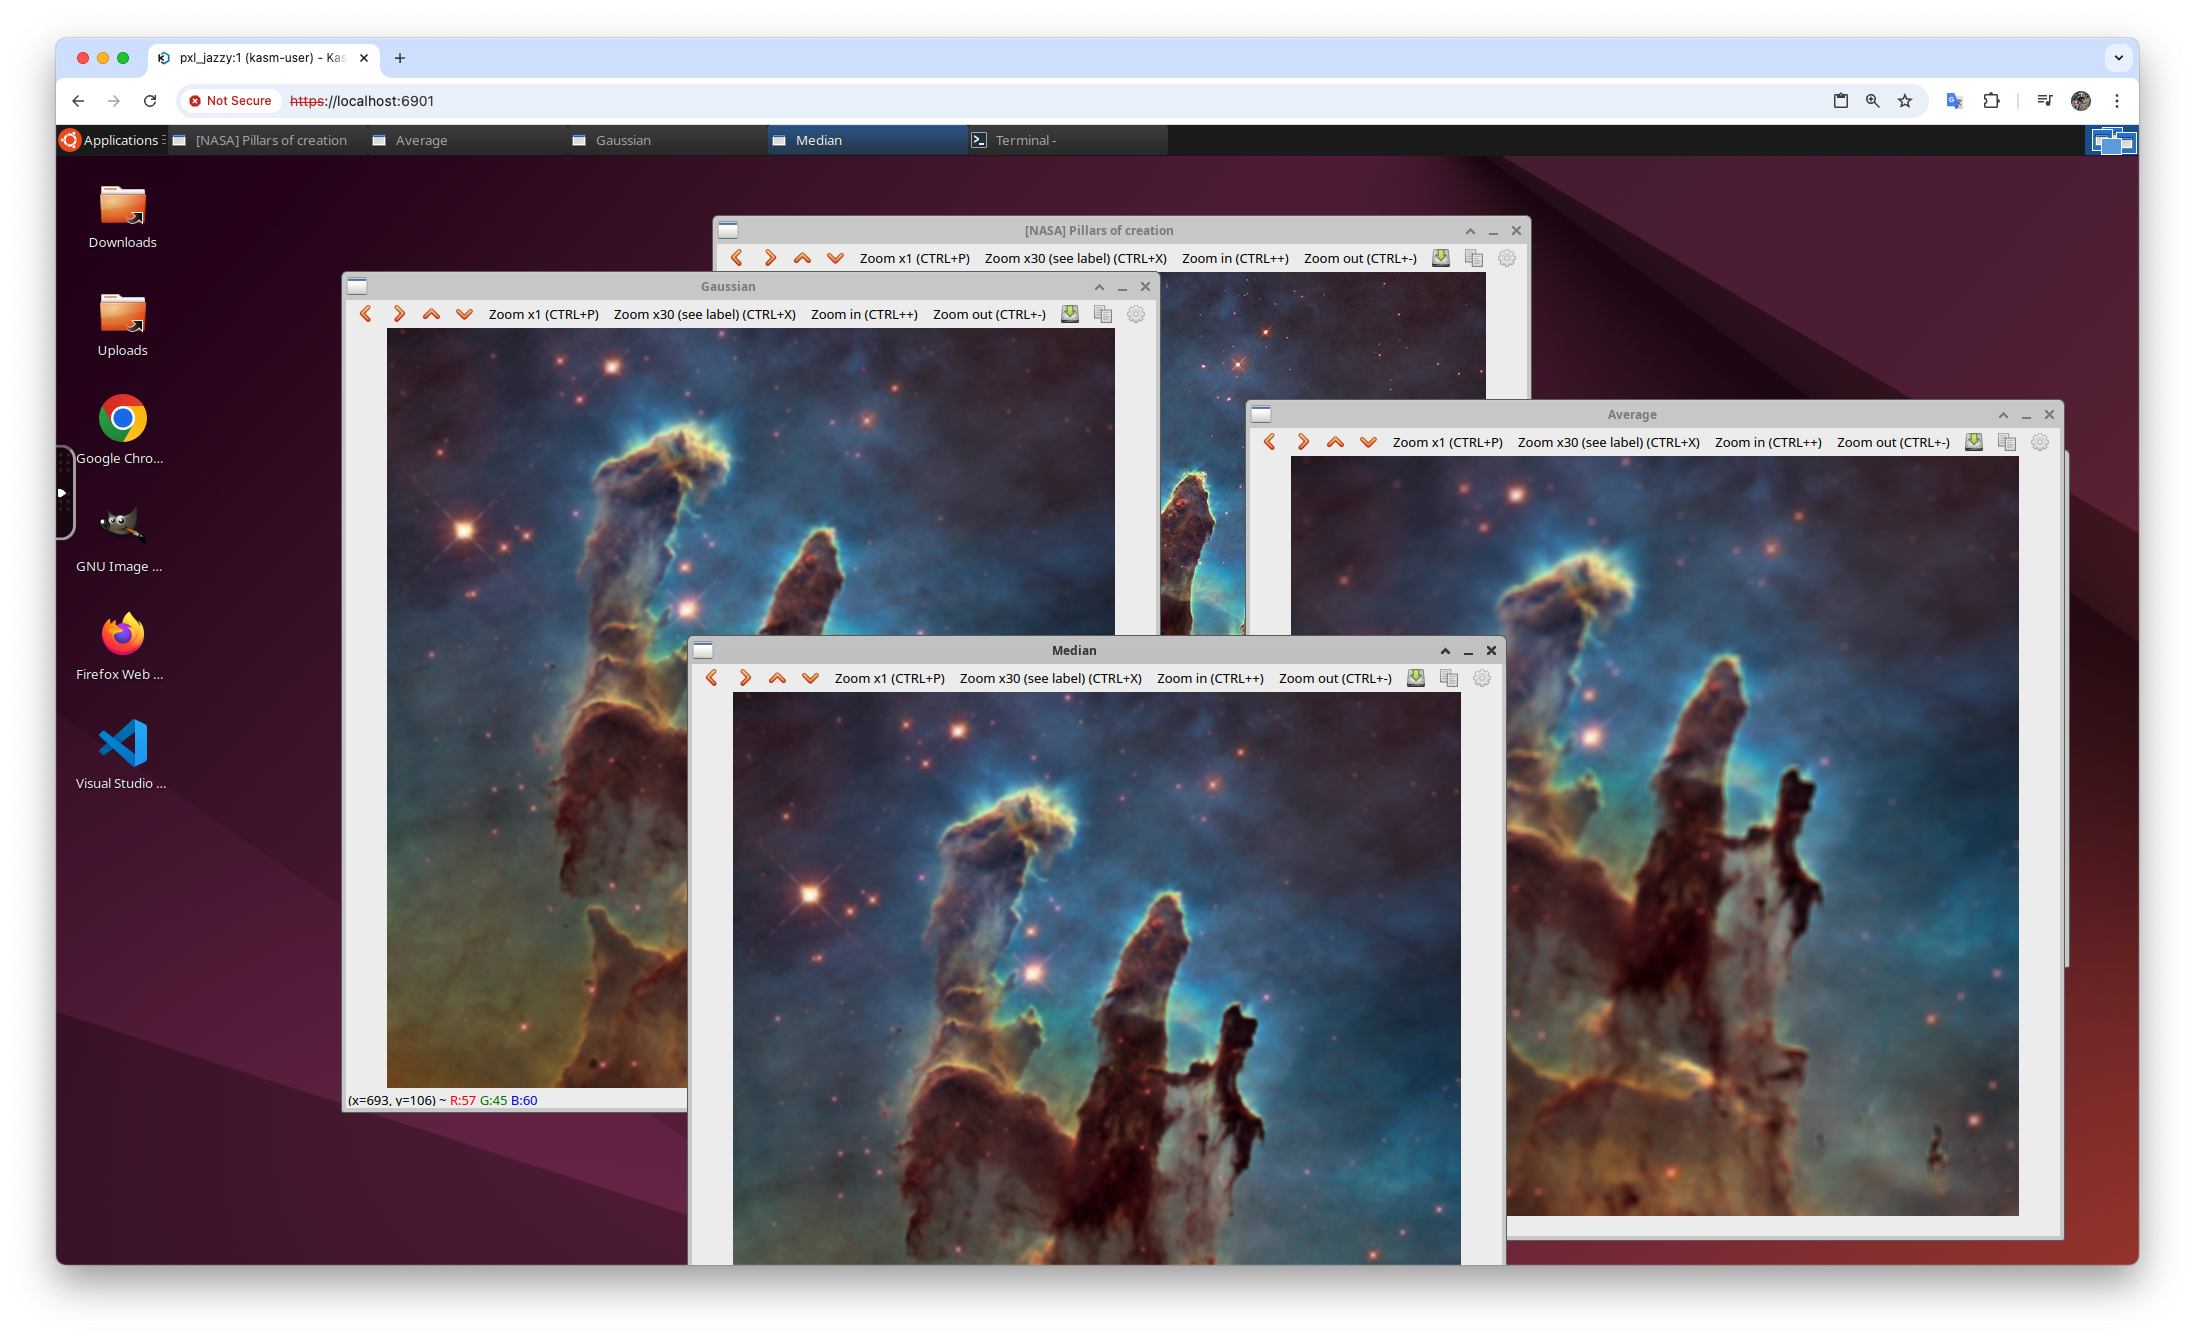 pxl_jazzy:1 (kasm-user) – Kas
Not Secure https://localhost:6901
Applications [NASA] Pillars of creation Average Gaussian Median Terminal -
Downloads
Uploads
Google Chro...
GNU Image ...
Firefox Web ...
Visual Studio ...
[NASA] Pillars of creation
Zoom x1 (CTRL+P) Zoom x30 (see label) (CTRL+X) Zoom in (CTRL++) Zoom out (CTRL+-)
Gaussian
Zoom x1 (CTRL+P) Zoom x30 (see label) (CTRL+X) Zoom in (CTRL++) Zoom out (CTRL+-)
Average
Zoom x1 (CTRL+P) Zoom x30 (see label) (CTRL+X) Zoom in (CTRL++) Zoom out (CTRL+-)
Median
Zoom x1 (CTRL+P) Zoom x30 (see label) (CTRL+X) Zoom in (CTRL++) Zoom out (CTRL+-)
(x=693, y=106) ~ R:57 G:45 B:60